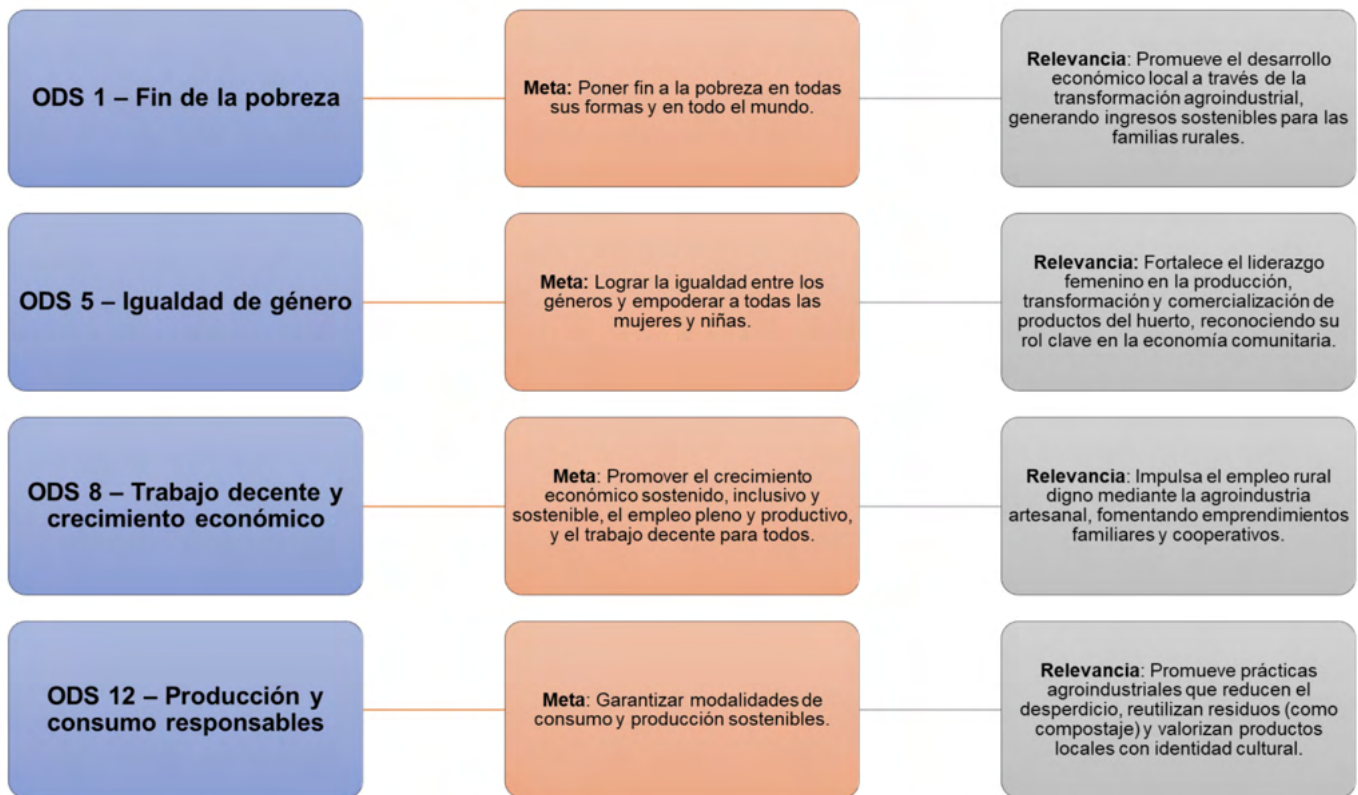 ODS 1 – Fin de la pobreza
Meta: Poner fin a la pobreza en todas
sus formas y en todo el mundo.
Relevancia: Promueve el desarrollo
económico local a través de la
transformación agroindustrial,
generando ingresos sostenibles para las
familias rurales.
ODS 5 – Igualdad de género
Meta: Lograr la igualdad entre los
géneros y empoderar a todas las
mujeres y niñas.
Relevancia: Fortalece el liderazgo
femenino en la producción,
transformación y comercialización de
productos del huerto, reconociendo su
rol clave en la economía comunitaria.
ODS 8 – Trabajo decente y
crecimiento económico
Meta: Promover el crecimiento
económico sostenido, inclusivo y
sostenible, el empleo pleno y productivo,
y el trabajo decente para todos.
Relevancia: Impulsa el empleo rural
digno mediante la agroindustria
artesanal, fomentando emprendimientos
familiares y cooperativos.
ODS 12 – Producción y
consumo responsables
Meta: Garantizar modalidades de
consumo y producción sostenibles.
Relevancia: Promueve prácticas
agroindustriales que reducen el
desperdicio, reutilizan residuos (como
compostaje) y valorizan productos
locales con identidad cultural.